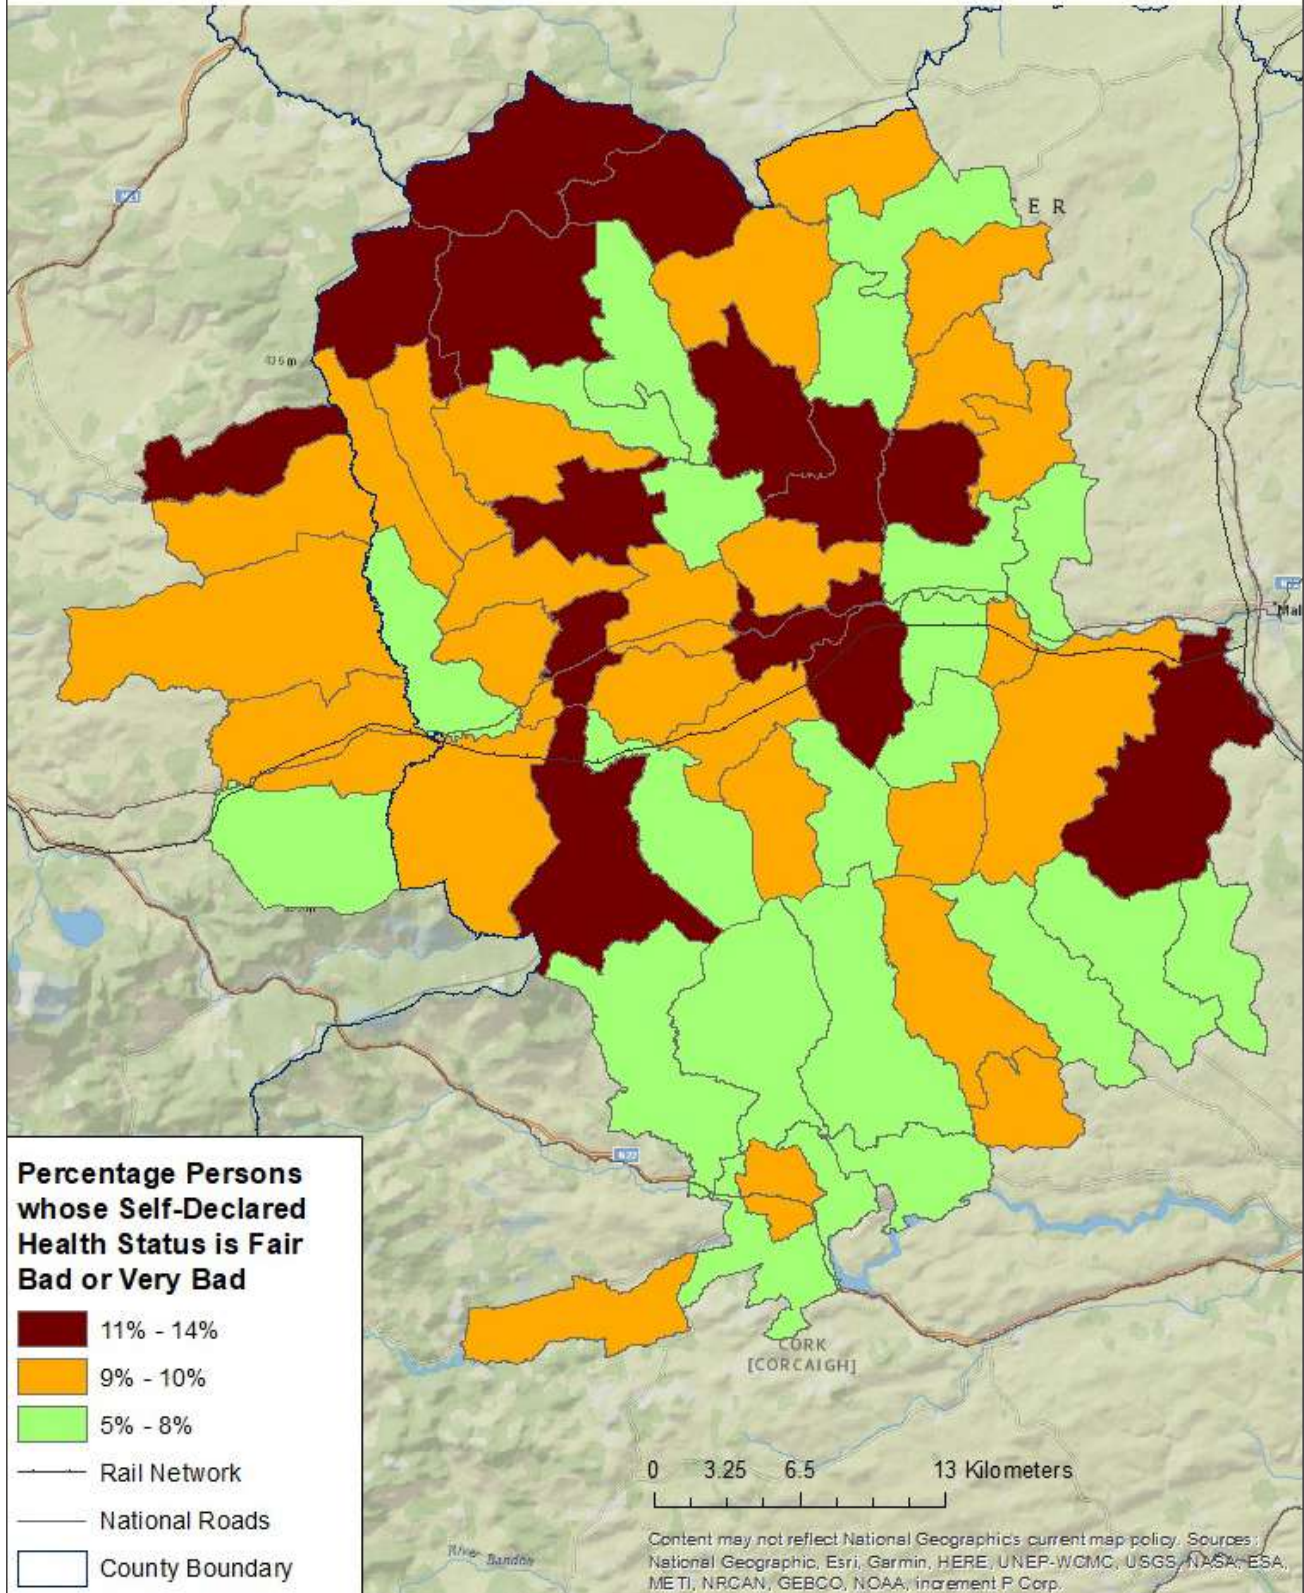 CER
Mal
N22
CORK
[CORCAIGH]
Percentage Persons
whose Self-Declared
Health Status is Fair
Bad or Very Bad
11% - 14%
9% - 10%
5% - 8%
Rail Network
National Roads
County Boundary
0 3.25 6.5 13 Kilometers
River Bandon
Content may not reflect National Geographic's current map policy. Sources:
National Geographic, Esri, Garmin, HERE, UNEP-WCMC, USGS, NASA, ESA,
METI, NRCAN, GEBCO, NOAA, increment P Corp.